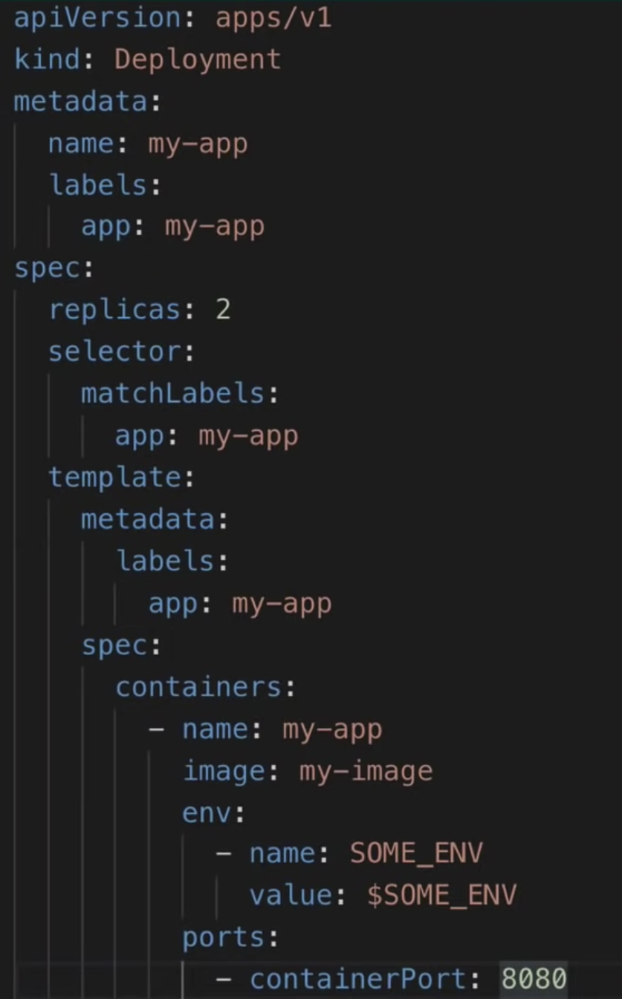 apiVersion: apps/v1
kind: Deployment
metadata:
  name: my-app
  labels:
    app: my-app
spec:
  replicas: 2
  selector:
    matchLabels:
      app: my-app
  template:
    metadata:
      labels:
        app: my-app
    spec:
      containers:
        - name: my-app
          image: my-image
          env:
            - name: SOME_ENV
              value: $SOME_ENV
          ports:
            - containerPort: 8080